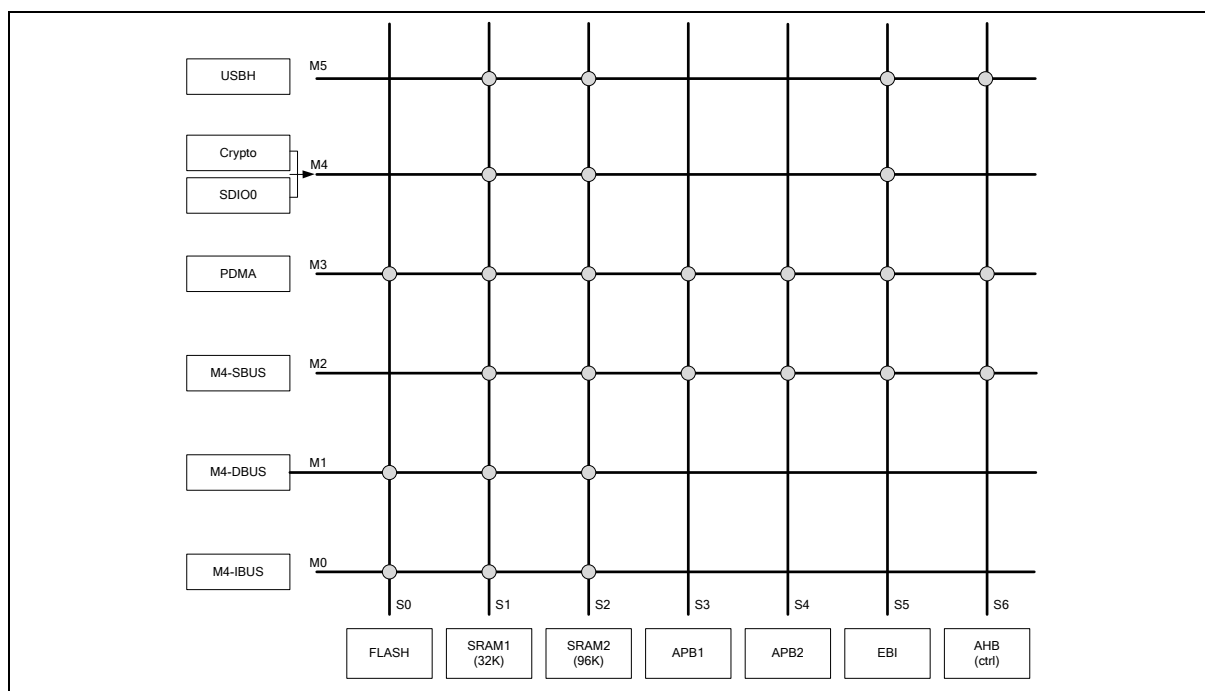 USBH
M5
Crypto
M4
SDIO0
PDMA
M3
M4-SBUS
M2
M4-DBUS
M1
M4-IBUS
M0
S0
S1
S2
S3
S4
S5
S6
FLASH
SRAM1
(32K)
SRAM2
(96K)
APB1
APB2
EBI
AHB
(ctrl)